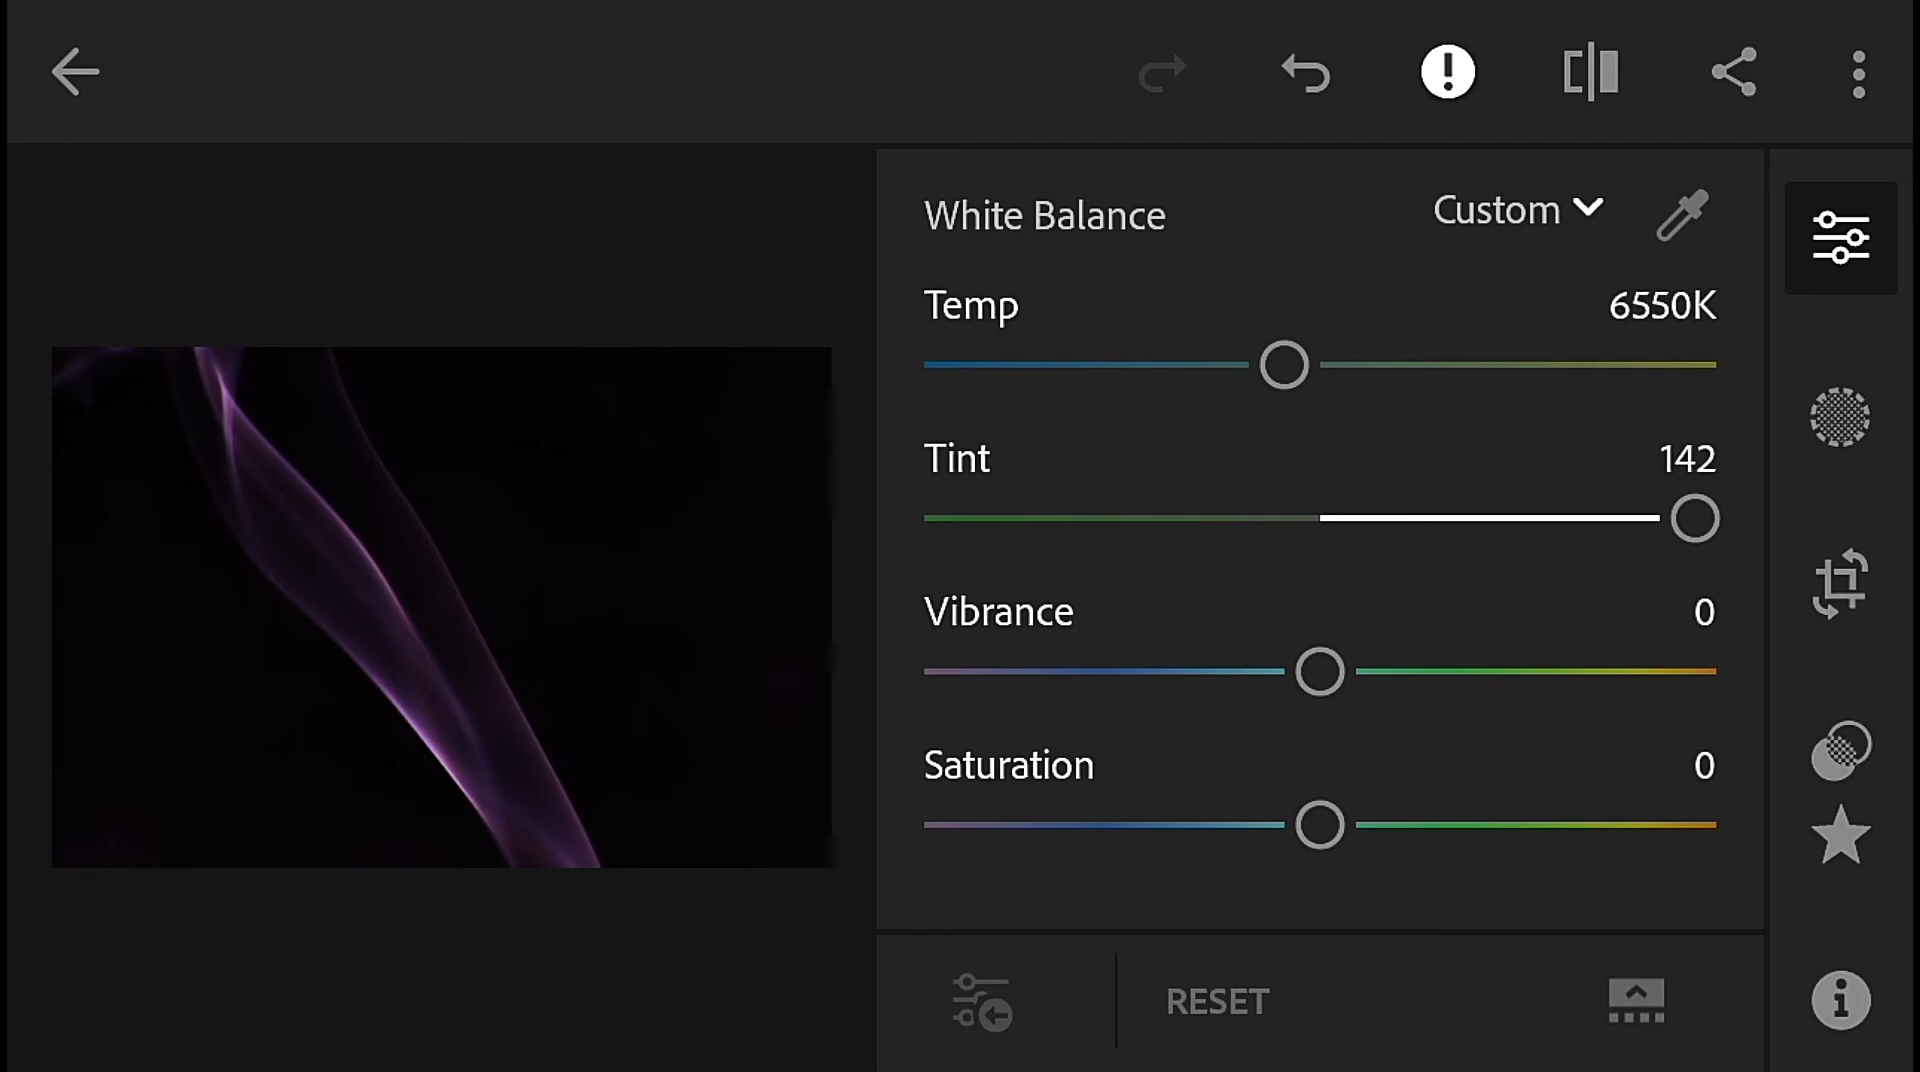 White Balance
Custom
Temp
6550K
Tint
142
Vibrance
0
Saturation
0
RESET